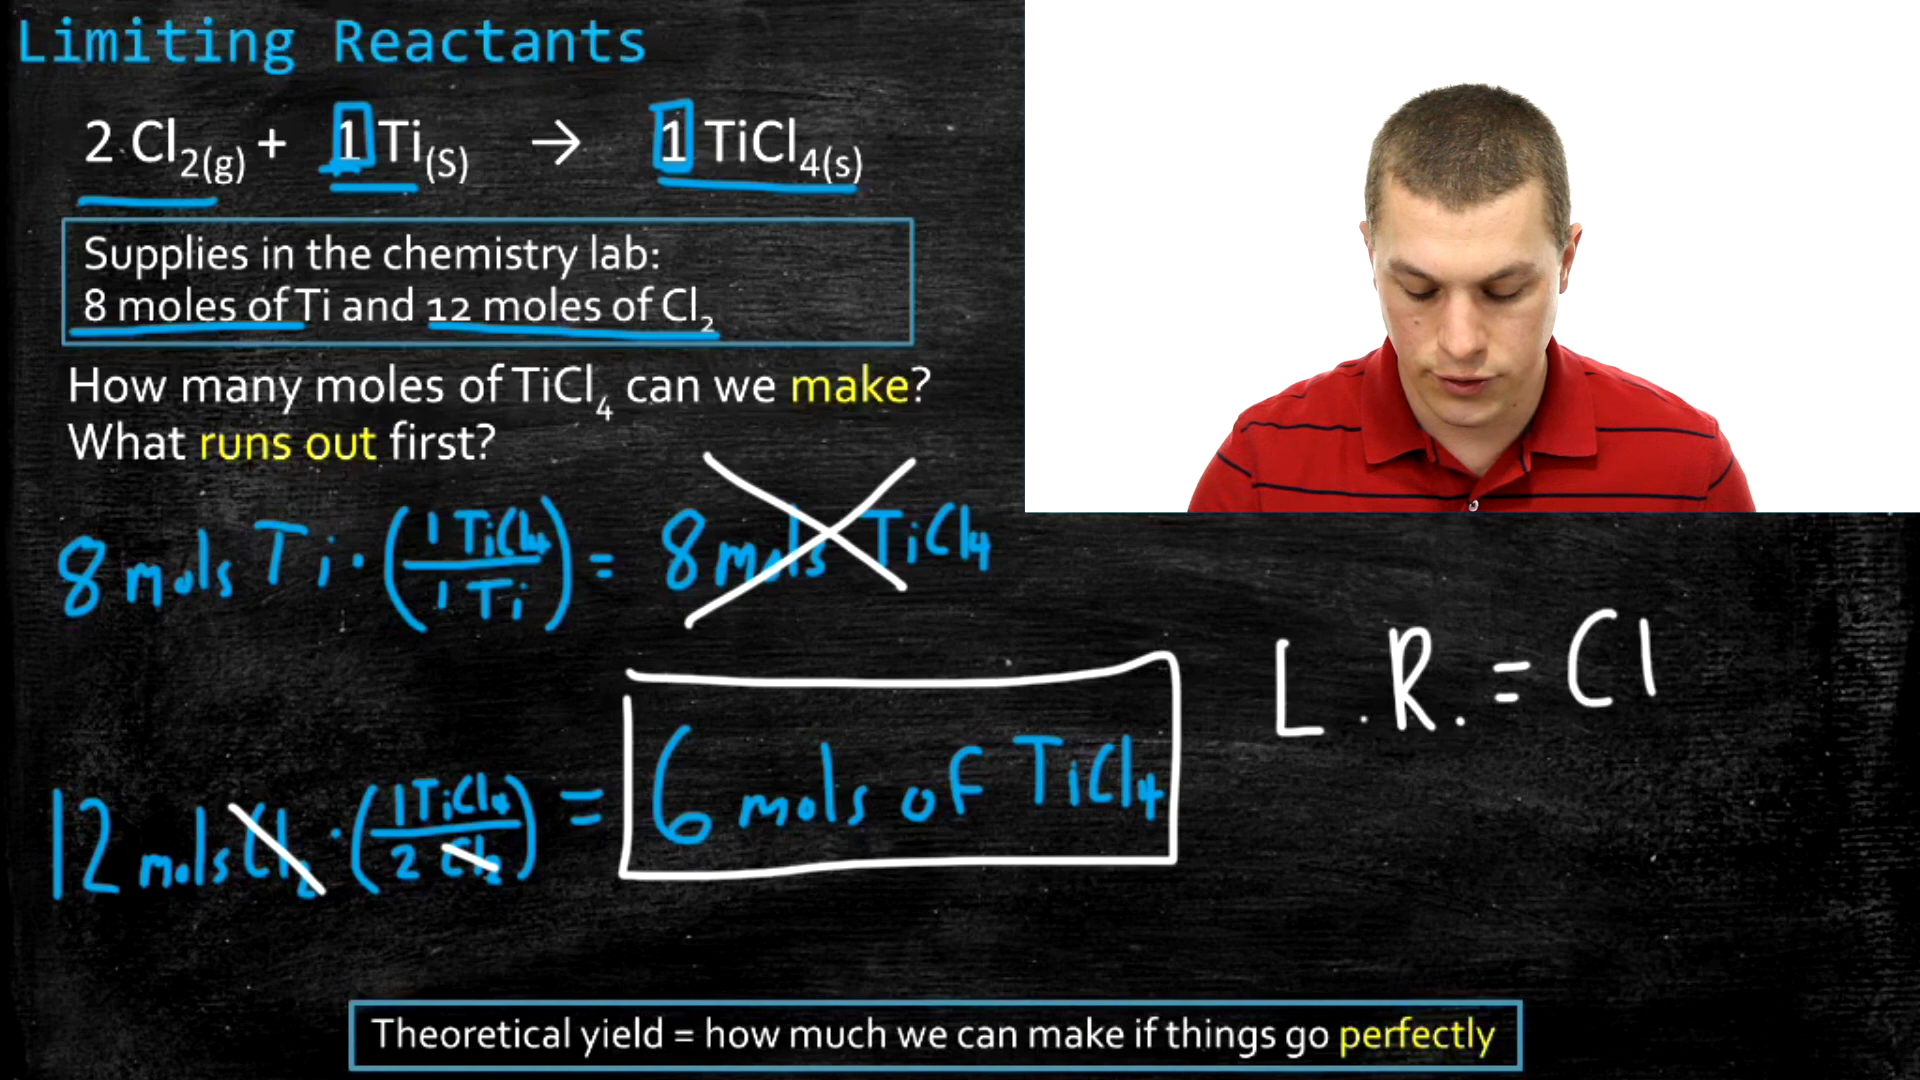 Limiting Reactants
2 Cl₂(g) + 1 Ti(S) → 1 TiCl₄(s)
Supplies in the chemistry lab:
8 moles of Ti and 12 moles of Cl₂
How many moles of TiCl₄ can we make?
What runs out first?
8 mols Ti · (1 TiCl4 / 1 Ti) = 8 mols TiCl4
L.R. = Cl
12 mols Cl₂ · (1 TiCl4 / 2 Cl₂) = 6 mols of TiCl4
Theoretical yield = how much we can make if things go perfectly